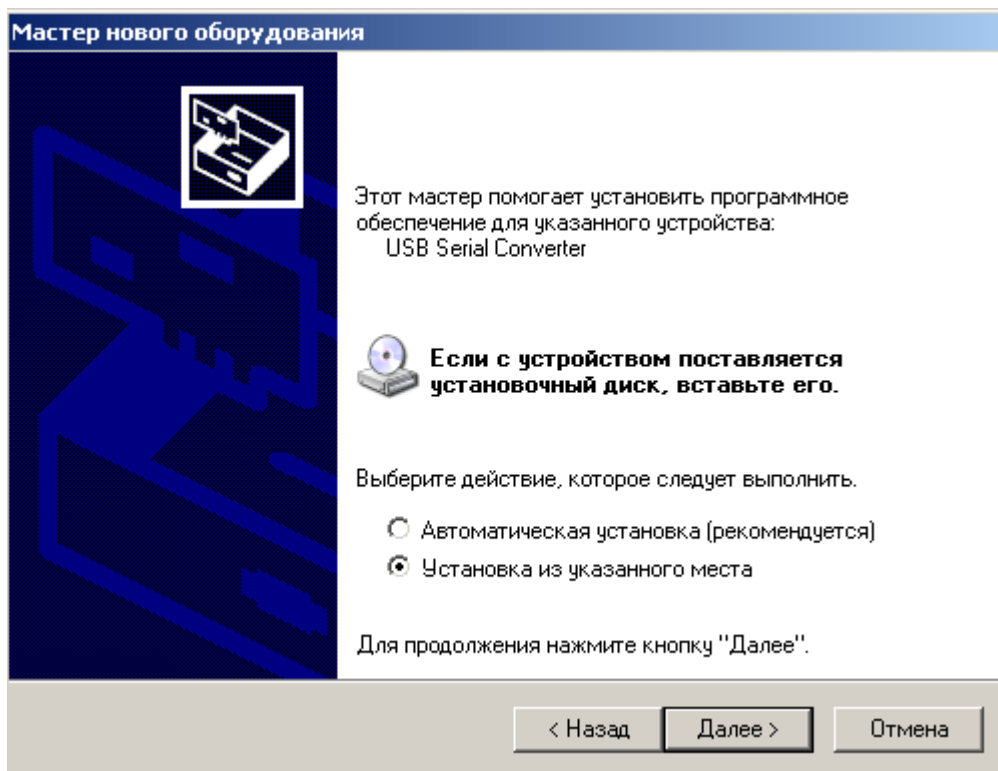 Мастер нового оборудования
Этот мастер помогает установить программное
обеспечение для указанного устройства:
USB Serial Converter
Если с устройством поставляется
установочный диск, вставьте его.
Выберите действие, которое следует выполнить.
Автоматическая установка (рекомендуется)
Установка из указанного места
Для продолжения нажмите кнопку "Далее".
< Назад
Далее >
Отмена